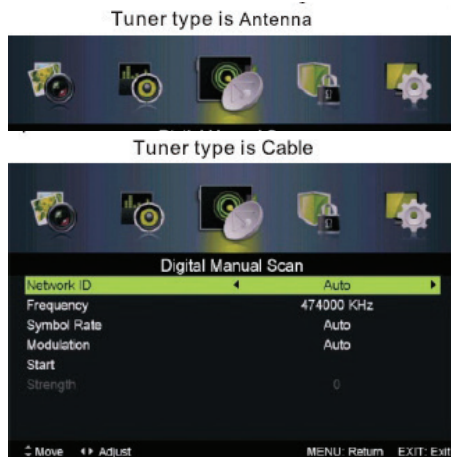 Tuner type is Antenna
Tuner type is Cable
Digital Manual Scan
Network ID Auto
Frequency 474000 KHz
Symbol Rate Auto
Modulation Auto
Start
Strength 0
Move Adjust MENU: Return EXIT: Exit